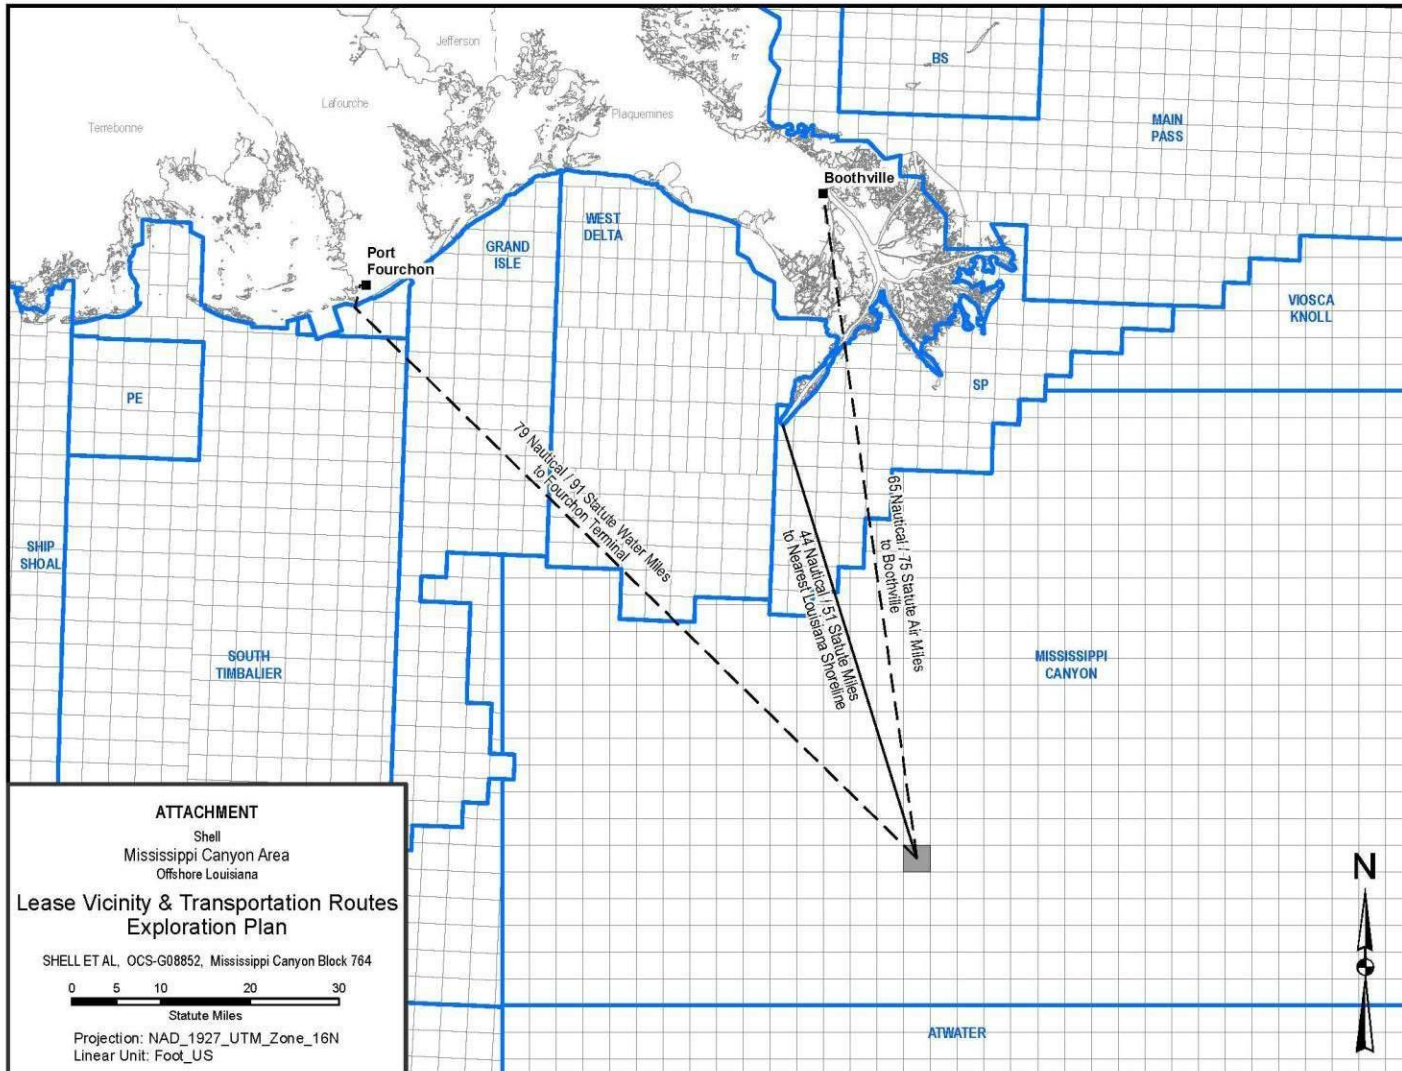 Jefferson
BS
Lafourche
Plaquemines
MAIN
PASS
Terrebonne
Boothville
WEST
DELTA
GRAND
ISLE
Port
Fourchon
VIOSCA
KNOLL
PE
SP
79 Nautical / 91 Statute Water Miles
to Fourchon Terminal
65 Nautical / 75 Statute Air Miles
to Boothville
44 Nautical / 51 Statute Miles
to Nearest Louisiana Shoreline
SHIP
SHOAL
SOUTH
TIMBALIER
MISSISSIPPI
CANYON
ATTACHMENT
Shell
Mississippi Canyon Area
Offshore Louisiana
Lease Vicinity & Transportation Routes
Exploration Plan
SHELL ET AL, OCS-G08852, Mississippi Canyon Block 764
0 5 10 20 30
Statute Miles
Projection: NAD_1927_UTM_Zone_16N
Linear Unit: Foot_US
N
ATWATER